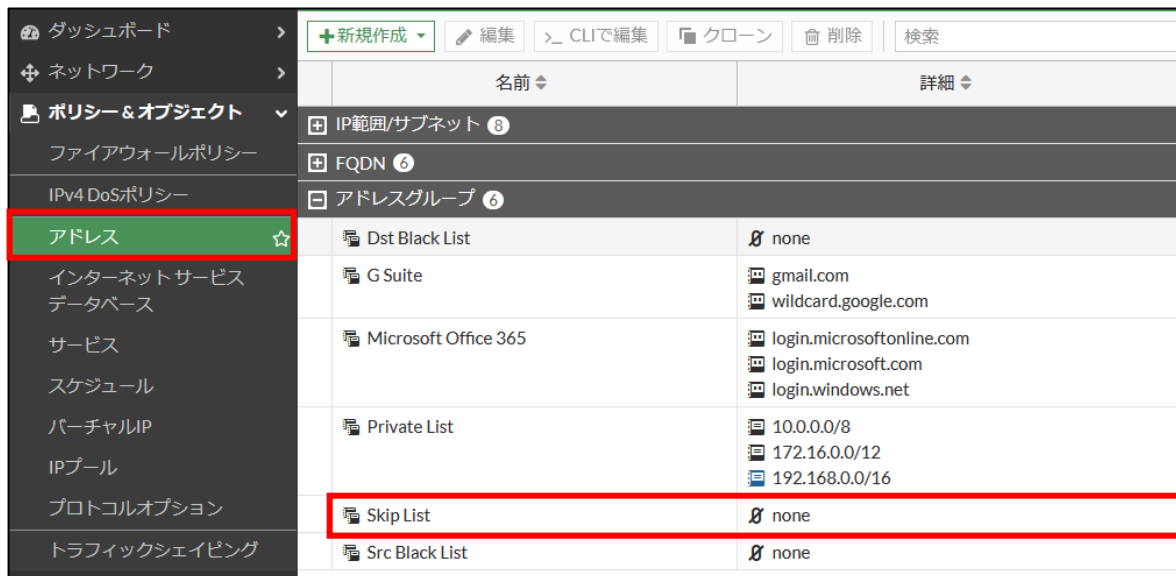 ダッシュボード
ネットワーク
ポリシー＆オブジェクト
ファイアウォールポリシー
IPv4 DoSポリシー
アドレス
インターネット サービス
データベース
サービス
スケジュール
バーチャルIP
IPプール
プロトコルオプション
トラフィックシェイピング
+新規作成 編集 >_ CLIで編集 クローン 削除 検索
名前 詳細
IP範囲/サブネット 8
FQDN 6
アドレスグループ 6
Dst Black List none
G Suite gmail.com
wildcard.google.com
Microsoft Office 365 login.microsoftonline.com
login.microsoft.com
login.windows.net
Private List 10.0.0.0/8
172.16.0.0/12
192.168.0.0/16
Skip List none
Src Black List none